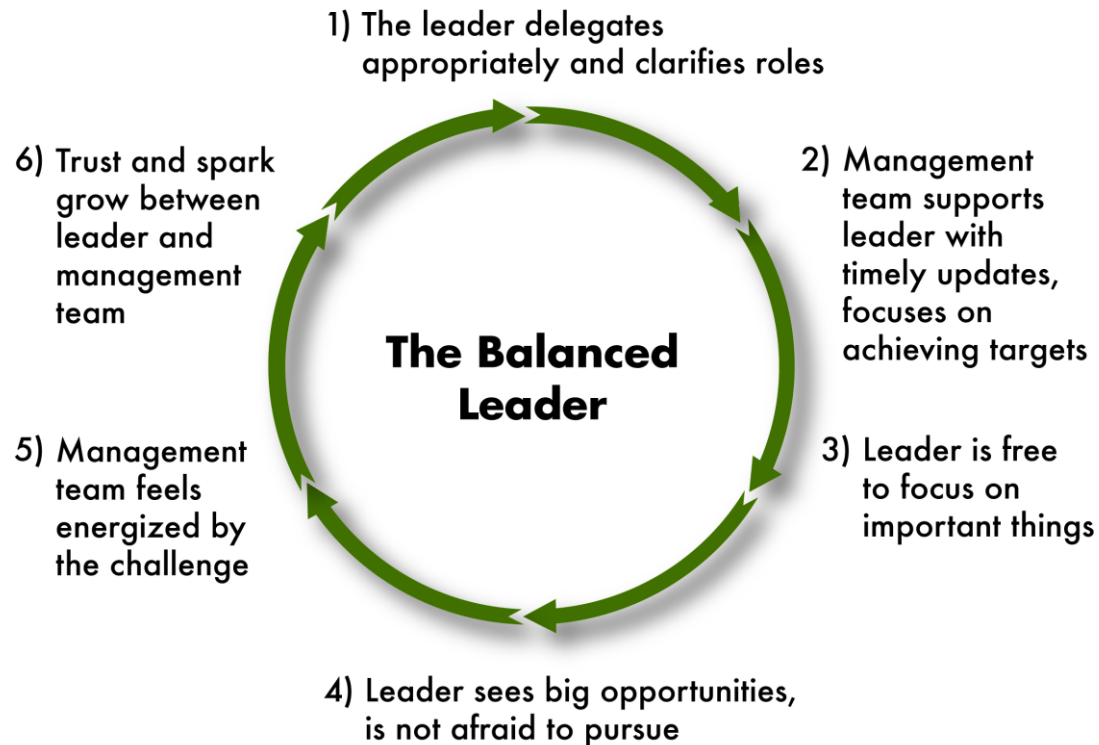 1) The leader delegates
appropriately and clarifies roles
2) Management
team supports
leader with
timely updates,
focuses on
achieving targets
3) Leader is free
to focus on
important things
4) Leader sees big opportunities,
is not afraid to pursue
5) Management
team feels
energized by
the challenge
6) Trust and spark
grow between
leader and
management
team
The Balanced
Leader